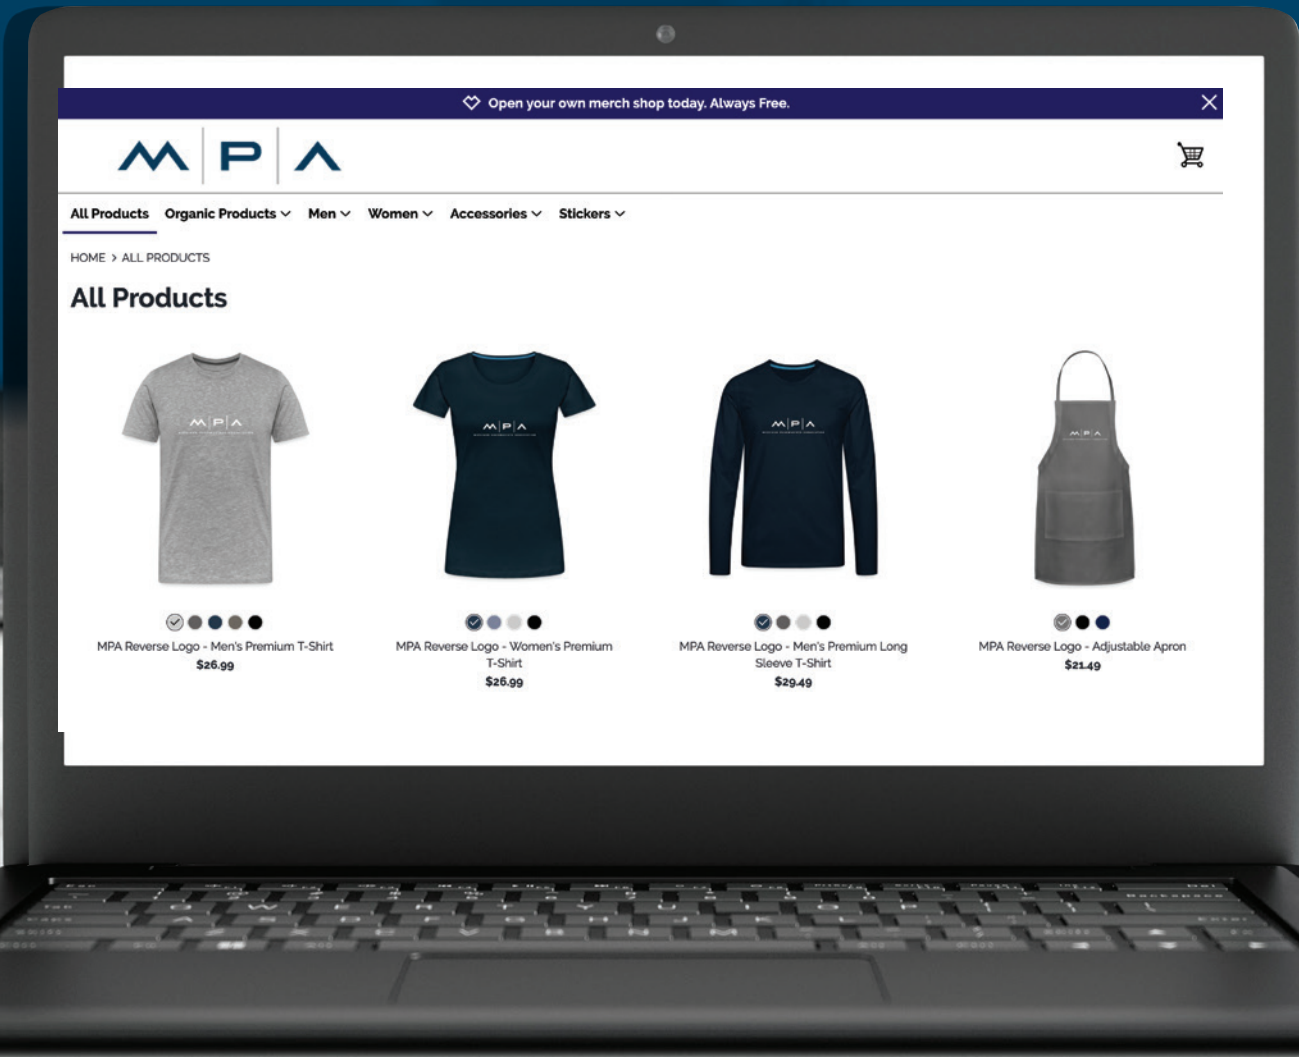 Open your own merch shop today. Always Free.
M P A
All Products Organic Products Men Women Accessories Stickers
HOME > ALL PRODUCTS
All Products
M|P|A
M|P|A
M|P|A
M|P|A
MPA Reverse Logo - Men's Premium T-Shirt
$26.99
MPA Reverse Logo - Women's Premium
T-Shirt
$26.99
MPA Reverse Logo - Men's Premium Long
Sleeve T-Shirt
$29.49
MPA Reverse Logo - Adjustable Apron
$21.49
Backspace
Enter